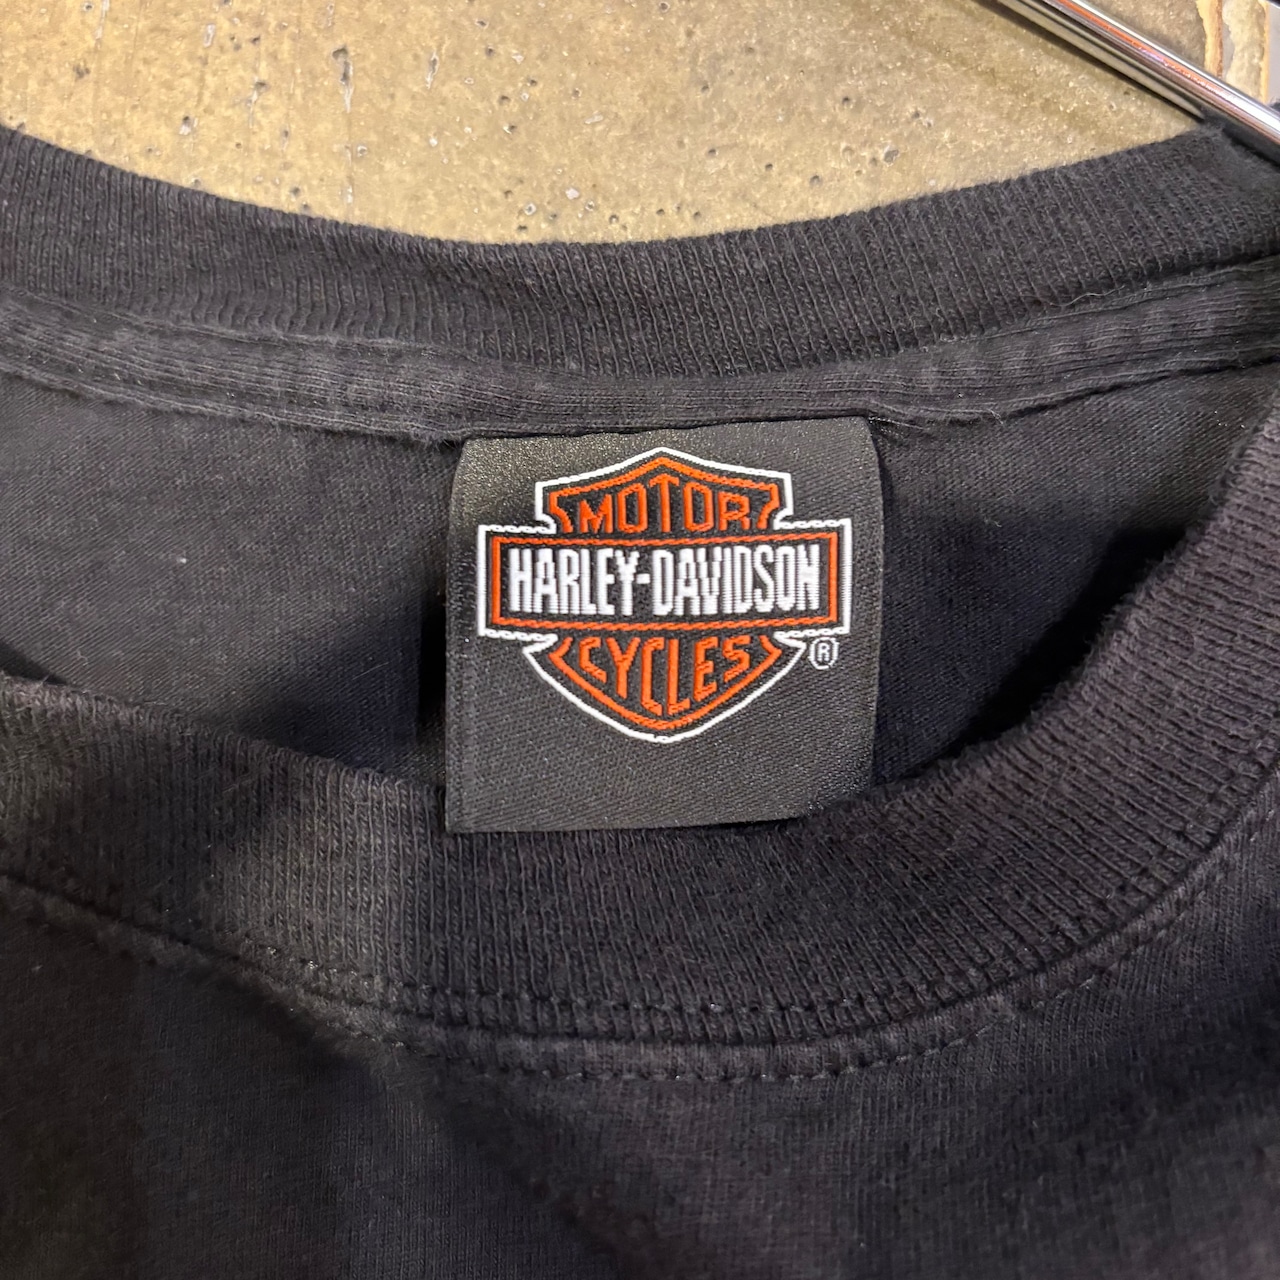 MOTOR
HARLEY-DAVIDSON
CYCLES
®